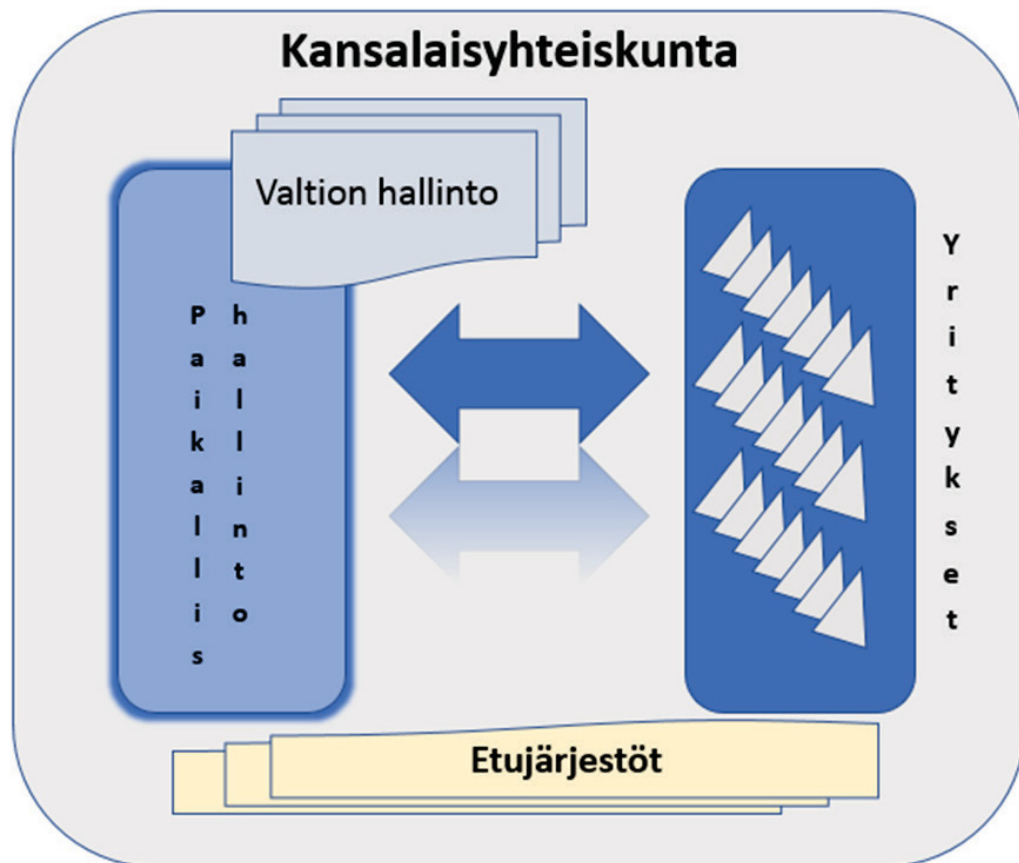 Kansalaisyhteiskunta
Valtion hallinto
Paikallis
hallinto
Yritykset
Etujärjestöt